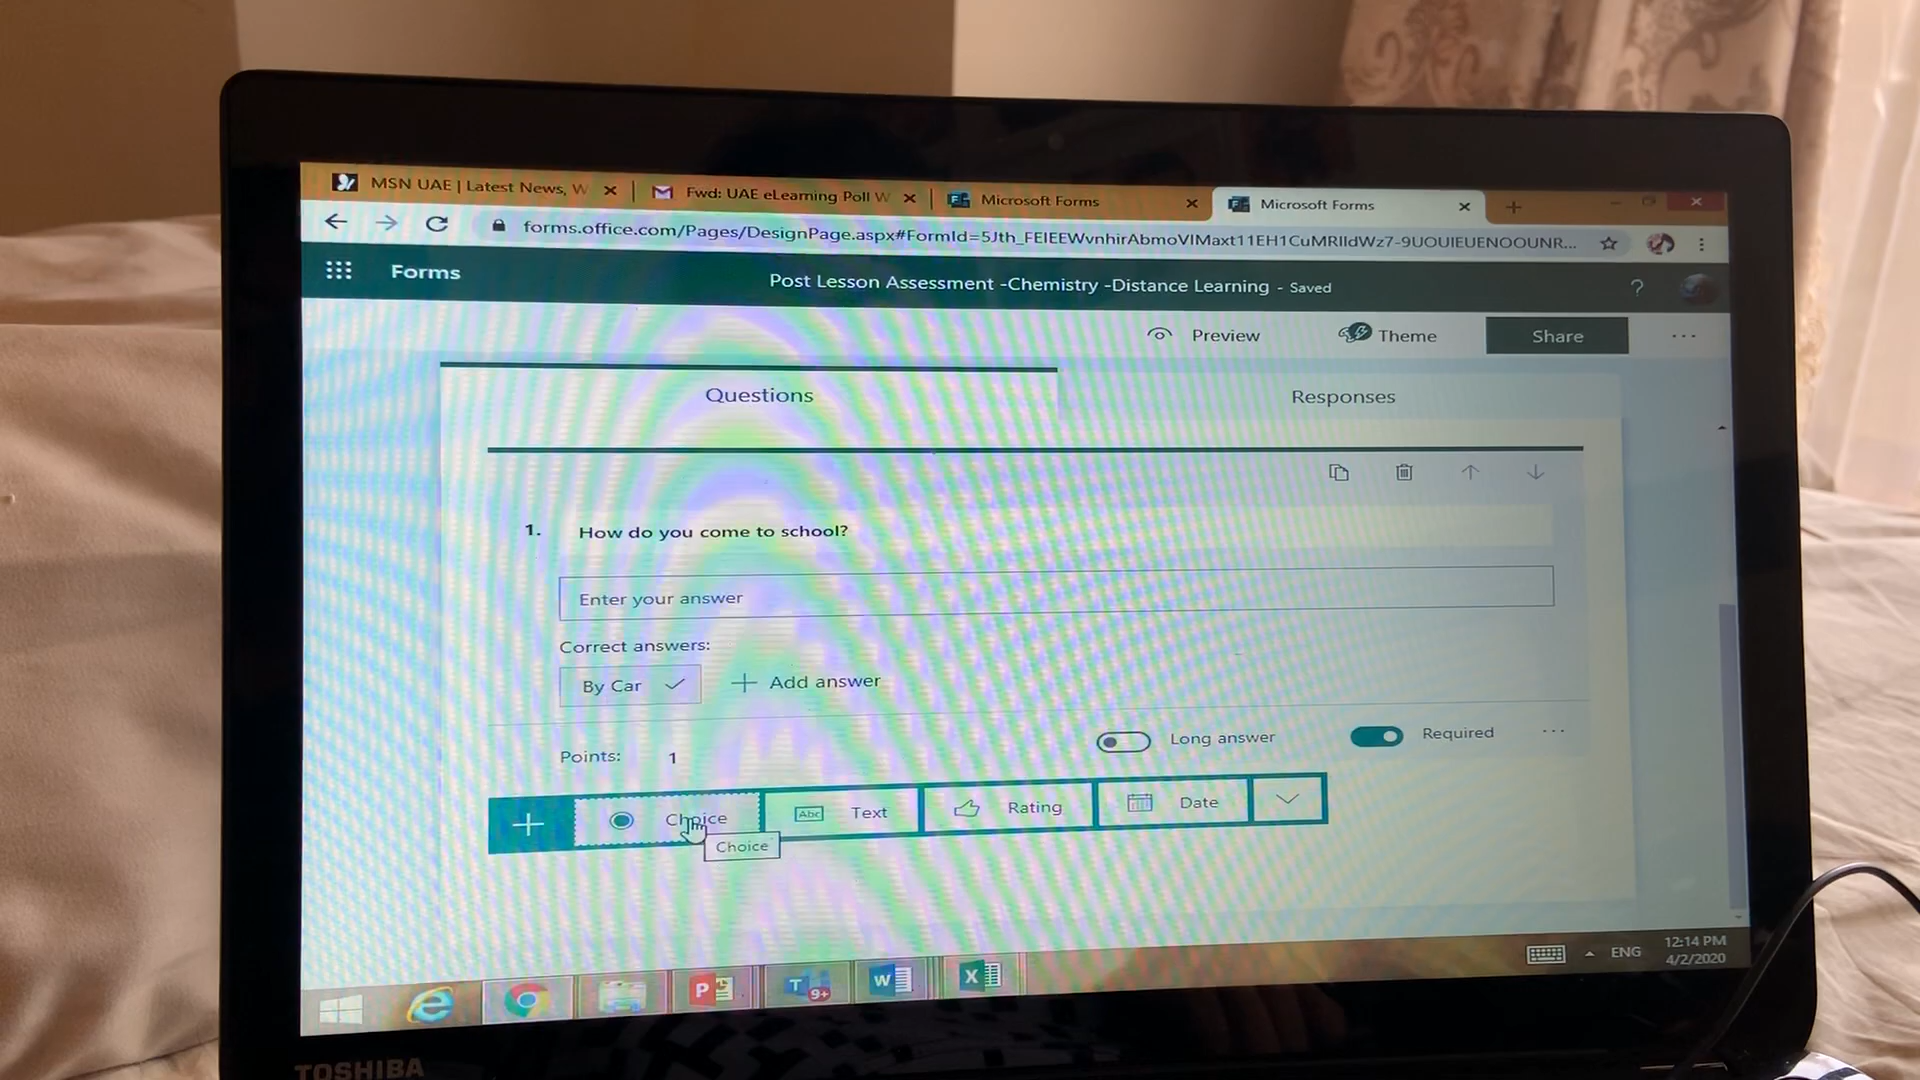 MSN UAE | Latest News, W
Fwd: UAE eLearning Poll W
Microsoft Forms
Microsoft Forms
forms.office.com/Pages/DesignPage.aspx#FormId=5Jth_FEIEEWvnhirAbmoVIMaxt11EH1CuMRIIdWz7-9UOUIEUENOOUNR...
Forms
Post Lesson Assessment -Chemistry -Distance Learning - Saved
?
Preview
Theme
Share
Questions
Responses
1. How do you come to school?
Enter your answer
Correct answers:
By Car
Add answer
Points: 1
Long answer
Required
Choice
Abc Text
Rating
Date
Choice
12:14 PM
ENG
4/2/2020
P
T 9+
W
X
TOSHIBA